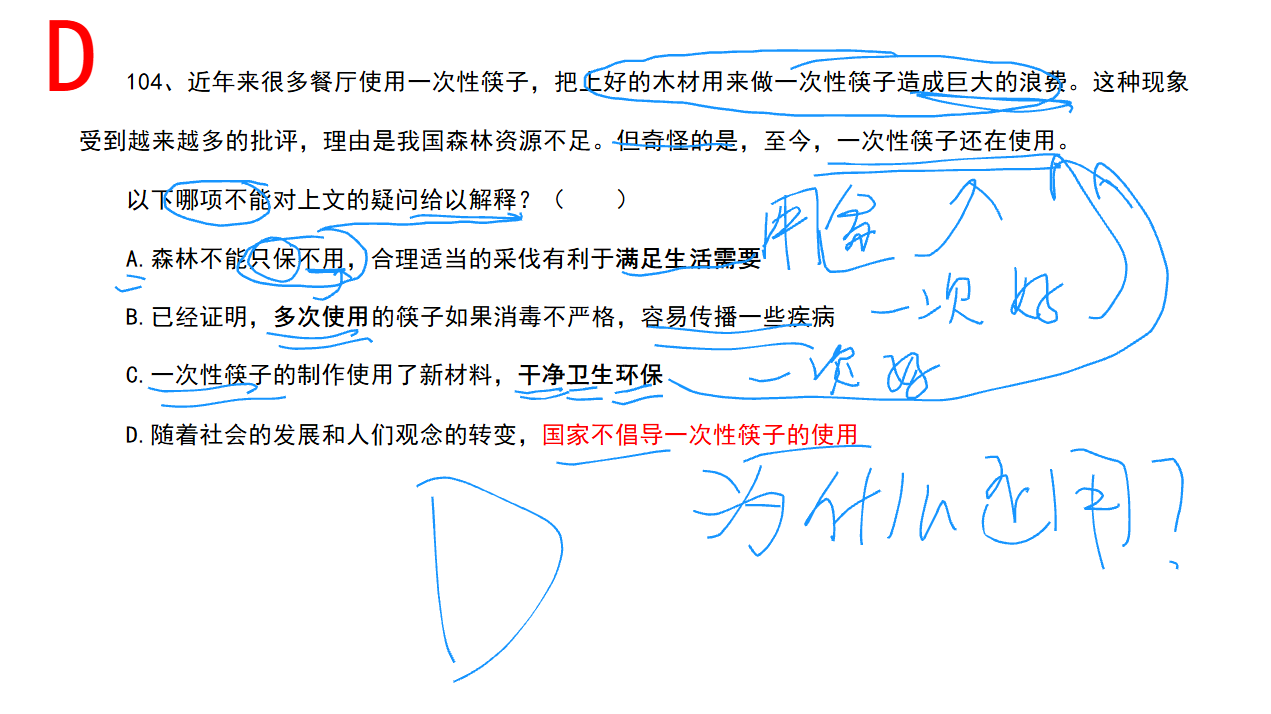 D
104、近年来很多餐厅使用一次性筷子，把上好的木材用来做一次性筷子造成巨大的浪费。这种现象
受到越来越多的批评，理由是我国森林资源不足。但奇怪的是，至今，一次性筷子还在使用。
以下哪项不能对上文的疑问给以解释？（　　）
用途
A.森林不能只保不用，合理适当的采伐有利于满足生活需要
B.已经证明，多次使用的筷子如果消毒不严格，容易传播一些疾病
一次好
C.一次性筷子的制作使用了新材料，干净卫生环保
一次好
D.随着社会的发展和人们观念的转变，国家不倡导一次性筷子的使用
为什么还用？
D